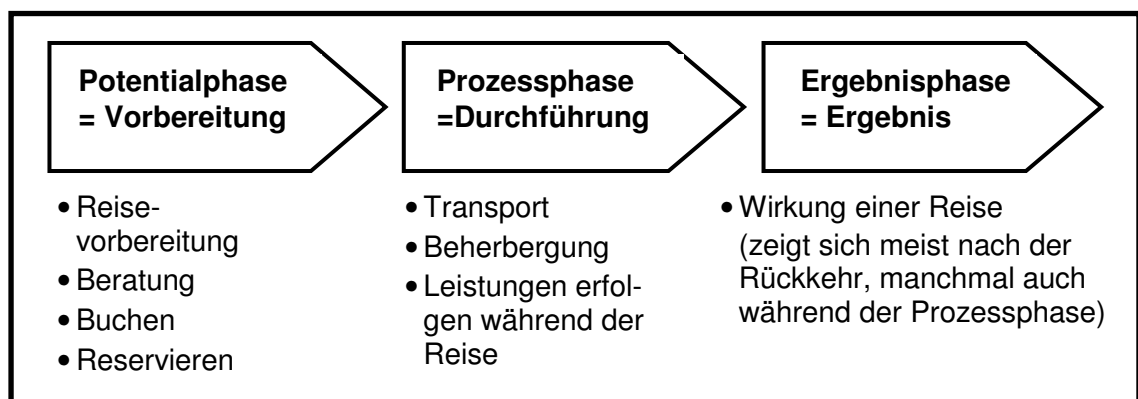 Potentialphase
= Vorbereitung
Prozessphase
=Durchführung
Ergebnisphase
= Ergebnis
• Reise-
vorbereitung
• Beratung
• Buchen
• Reservieren
• Transport
• Beherbergung
• Leistungen erfol-
gen während der
Reise
• Wirkung einer Reise
(zeigt sich meist nach der
Rückkehr, manchmal auch
während der Prozessphase)